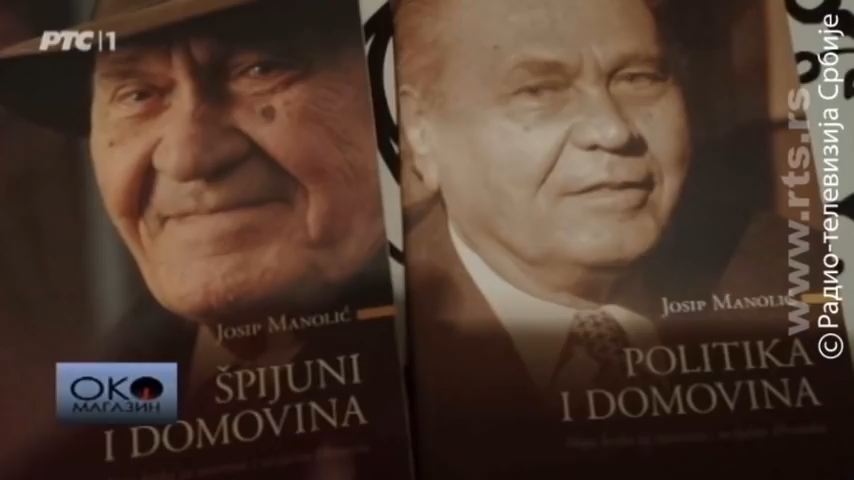 РТС|1
JOSIP MANOLIĆ
ŠPIJUNI
I DOMOVINA
JOSIP MANOLIĆ
POLITIKA
I DOMOVINA
ОКО
МАГАЗИН
www.rts.rs
© Радио-телевизија Србије